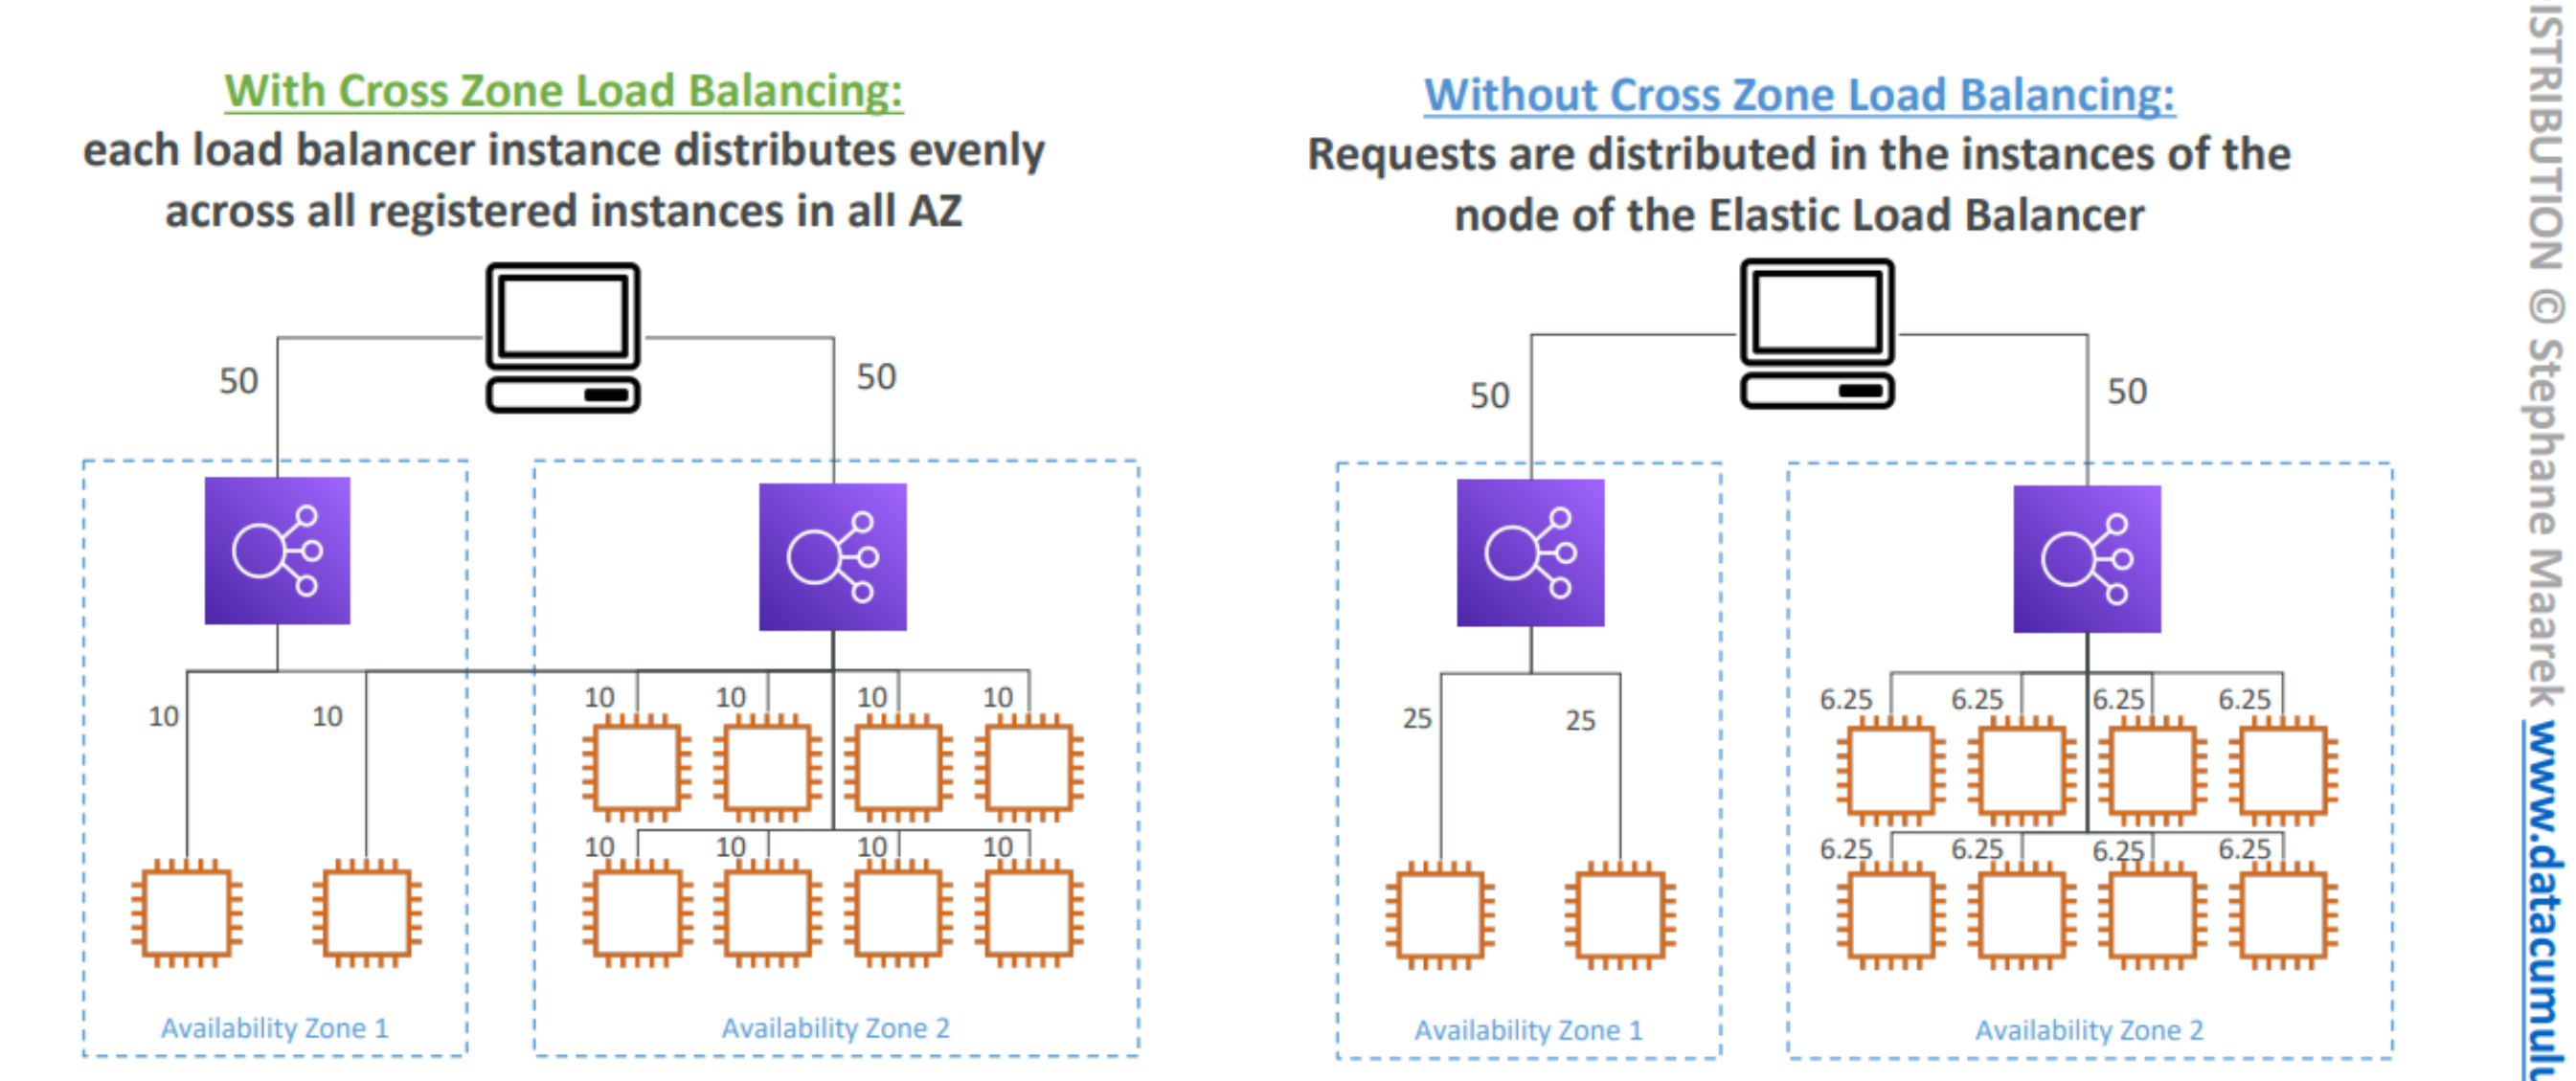 With Cross Zone Load Balancing:
each load balancer instance distributes evenly
across all registered instances in all AZ
50
50
10
10
10
10
10
10
10
10
10
10
Availability Zone 1
Availability Zone 2
Without Cross Zone Load Balancing:
Requests are distributed in the instances of the
node of the Elastic Load Balancer
50
50
25
25
6.25
6.25
6.25
6.25
6.25
6.25
6.25
6.25
Availability Zone 1
Availability Zone 2
ISTRIBUTION © Stephane Maarek www.datacumulu